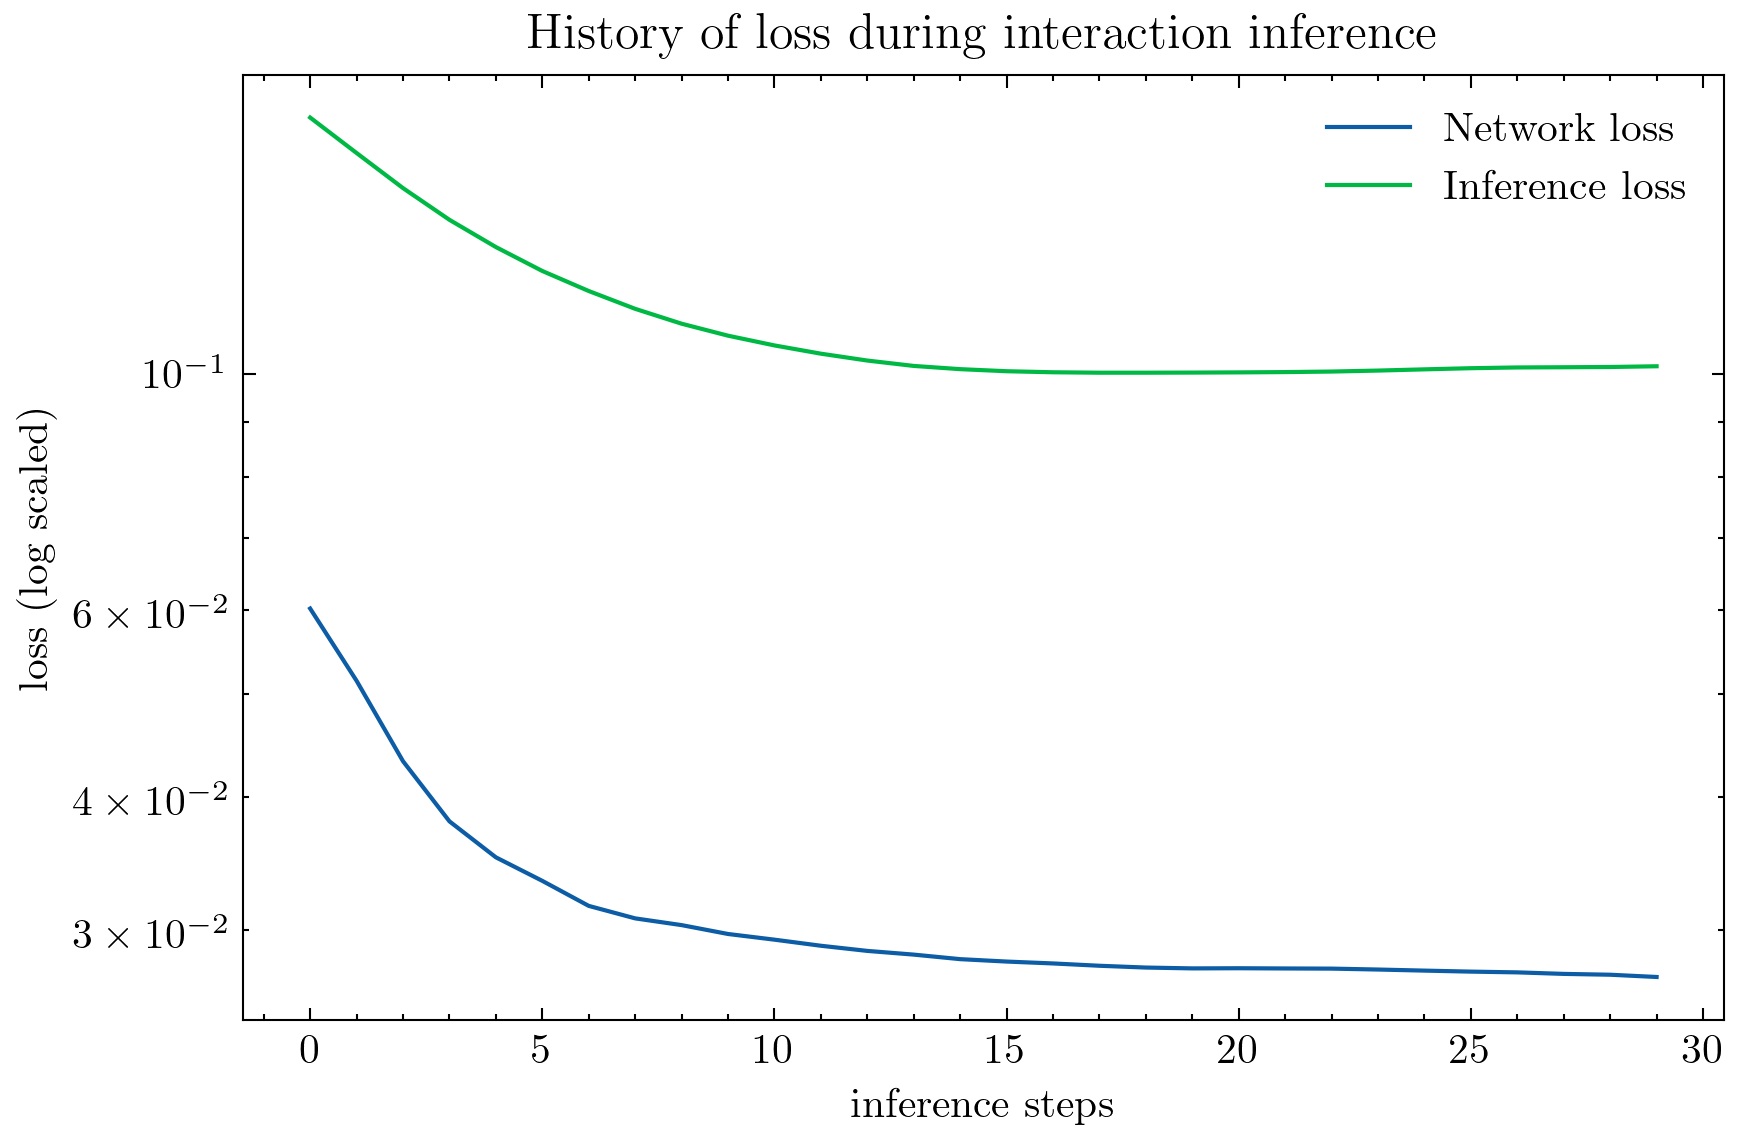 History of loss during interaction inference
Network loss
Inference loss
loss (log scaled)
10⁻¹
6 × 10⁻²
4 × 10⁻²
3 × 10⁻²
0 5 10 15 20 25 30
inference steps